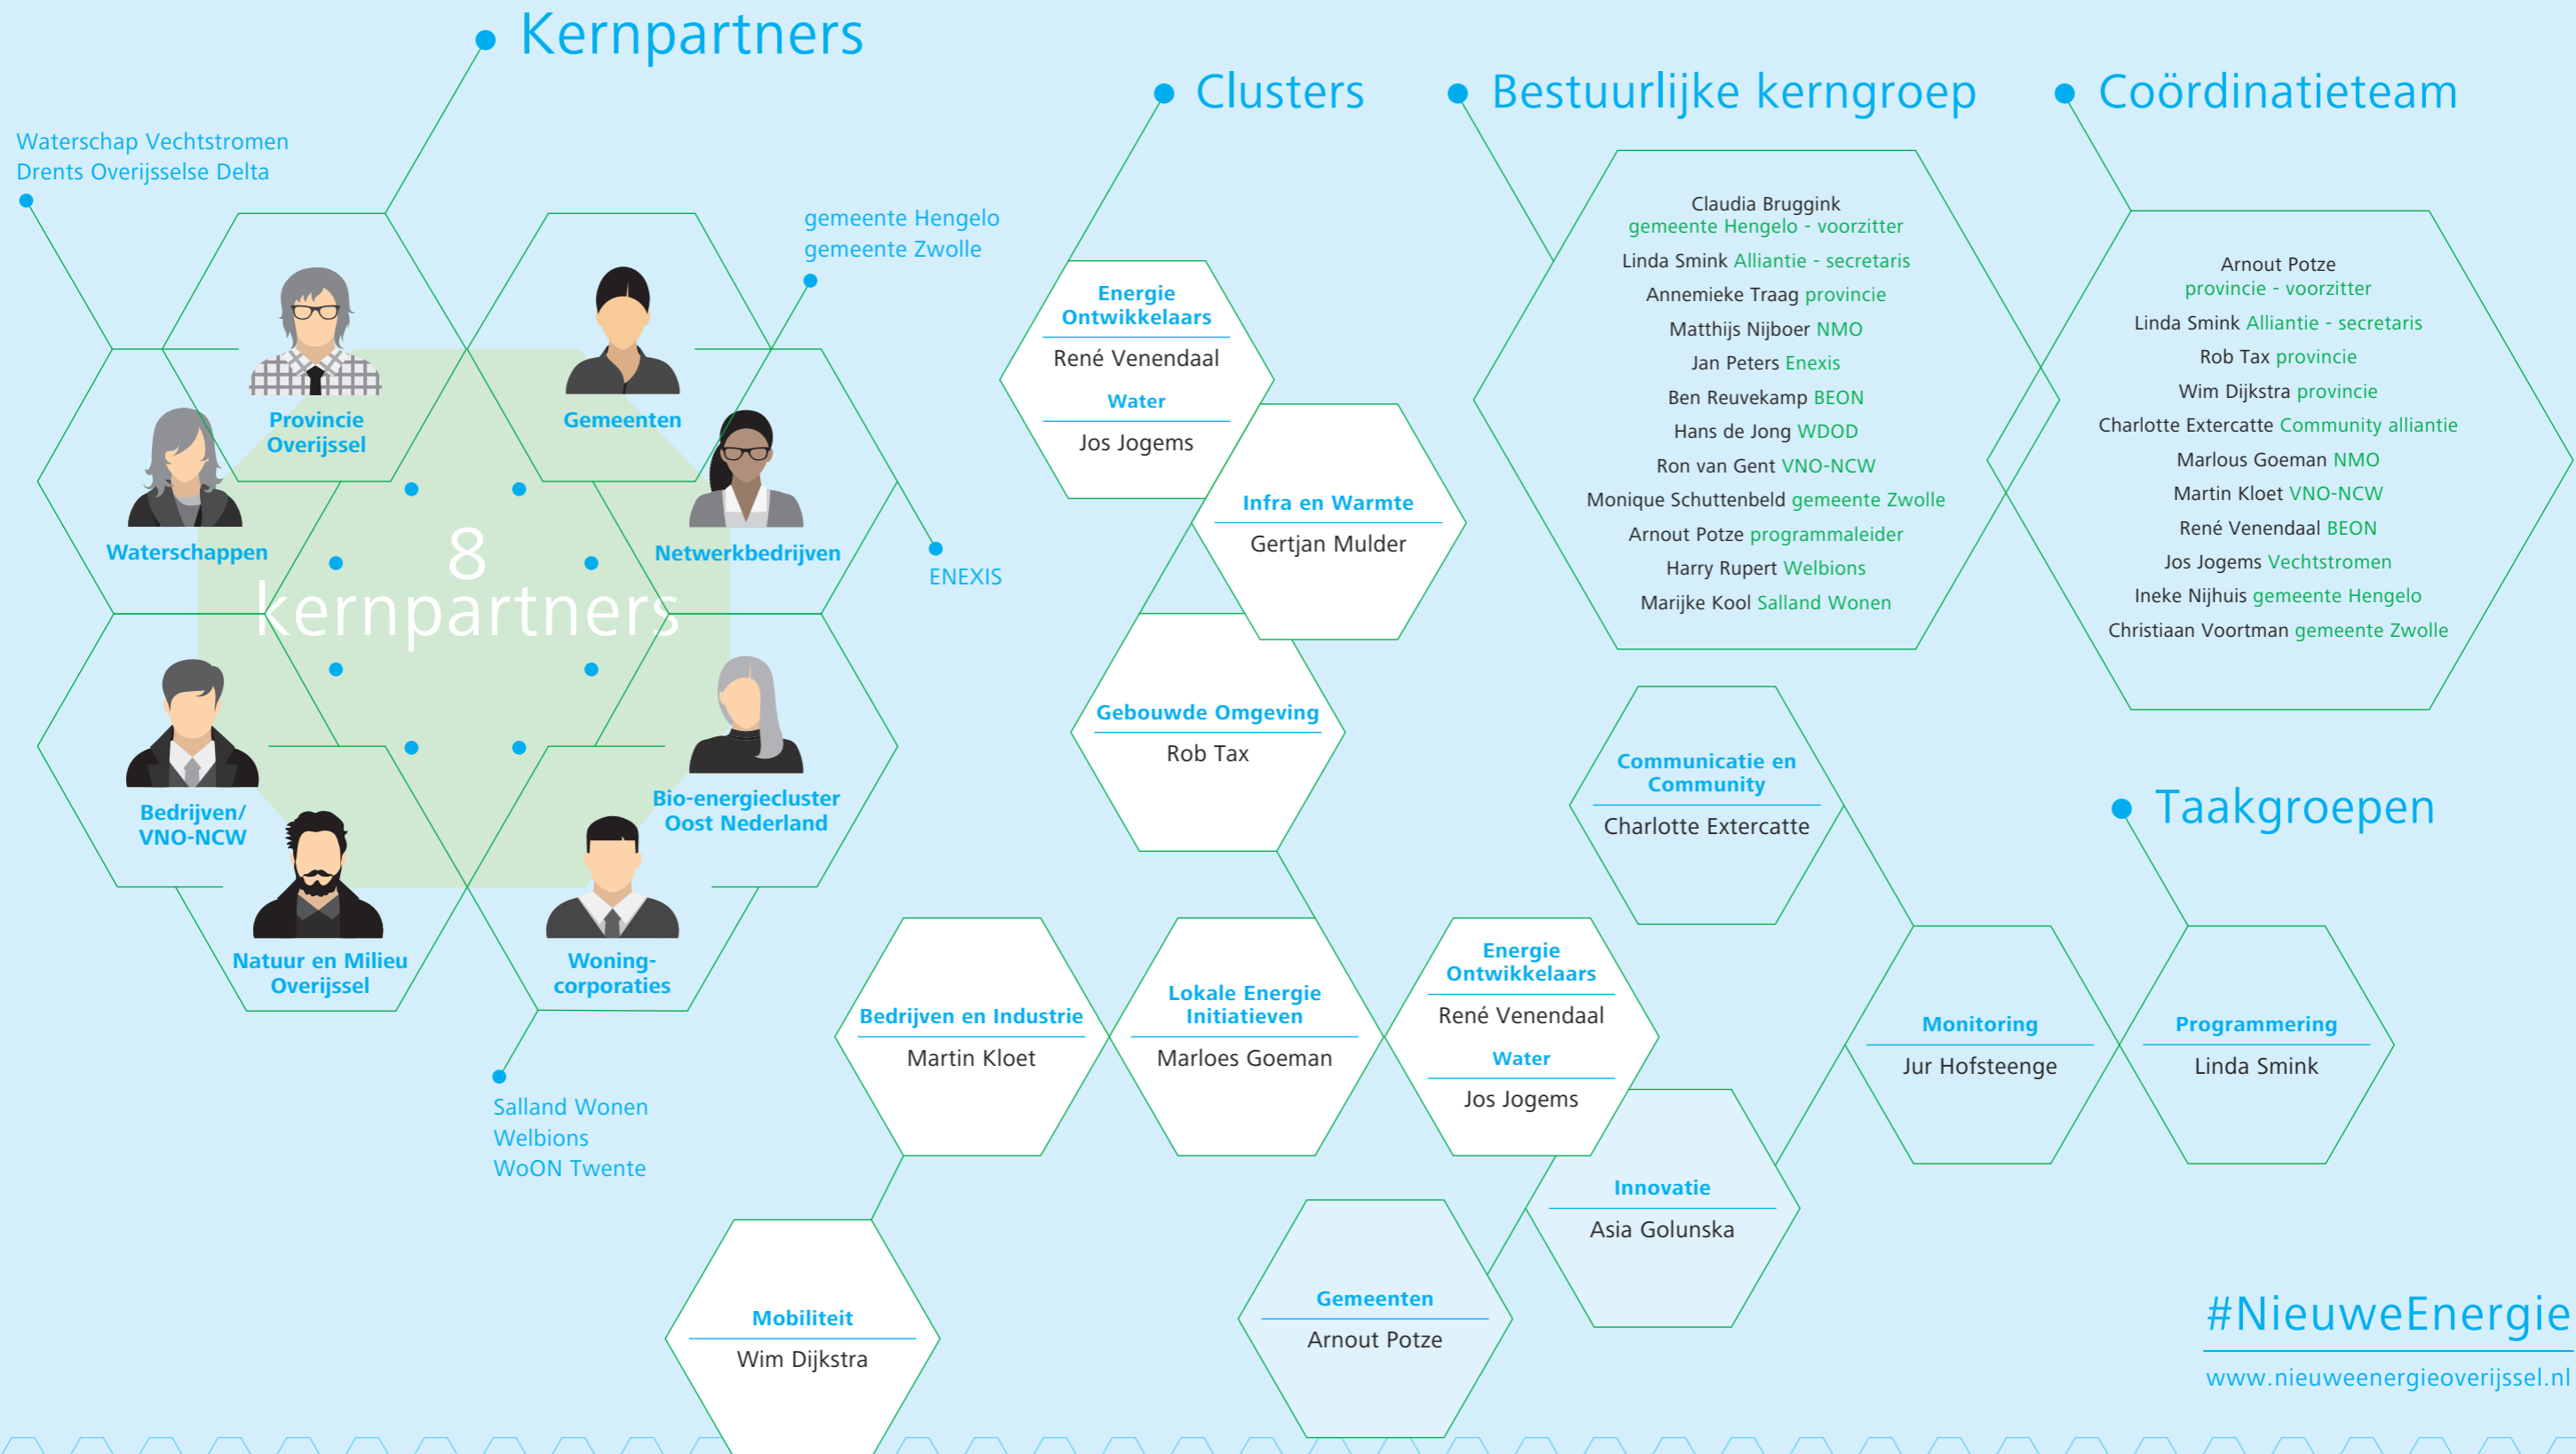 Kernpartners
Waterschap Vechtstromen
Drents Overijsselse Delta
gemeente Hengelo
gemeente Zwolle
Provincie
Overijssel
Gemeenten
Waterschappen
Netwerkbedrijven
ENEXIS
8
kernpartners
Bedrijven/
VNO-NCW
Bio-energiecluster
Oost Nederland
Natuur en Milieu
Overijssel
Woning-
corporaties
Salland Wonen
Welbions
WoON Twente
Clusters
Energie
Ontwikkelaars
René Venendaal
Water
Jos Jogems
Infra en Warmte
Gertjan Mulder
Gebouwde Omgeving
Rob Tax
Bedrijven en Industrie
Martin Kloet
Lokale Energie
Initiatieven
Marloes Goeman
Energie
Ontwikkelaars
René Venendaal
Water
Jos Jogems
Mobiliteit
Wim Dijkstra
Bestuurlijke kerngroep
Claudia Bruggink
gemeente Hengelo - voorzitter
Linda Smink Alliantie - secretaris
Annemieke Traag provincie
Matthijs Nijboer NMO
Jan Peters Enexis
Ben Reuvekamp BEON
Hans de Jong WDOD
Ron van Gent VNO-NCW
Monique Schuttenbeld gemeente Zwolle
Arnout Potze programmaleider
Harry Rupert Welbions
Marijke Kool Salland Wonen
Coördinatieteam
Arnout Potze
provincie - voorzitter
Linda Smink Alliantie - secretaris
Rob Tax provincie
Wim Dijkstra provincie
Charlotte Extercatte Community alliantie
Marlous Goeman NMO
Martin Kloet VNO-NCW
René Venendaal BEON
Jos Jogems Vechtstromen
Ineke Nijhuis gemeente Hengelo
Christiaan Voortman gemeente Zwolle
Taakgroepen
Communicatie en
Community
Charlotte Extercatte
Monitoring
Jur Hofsteenge
Programmering
Linda Smink
Innovatie
Asia Golunska
Gemeenten
Arnout Potze
#NieuweEnergie
www.nieuweenergieoverijssel.nl